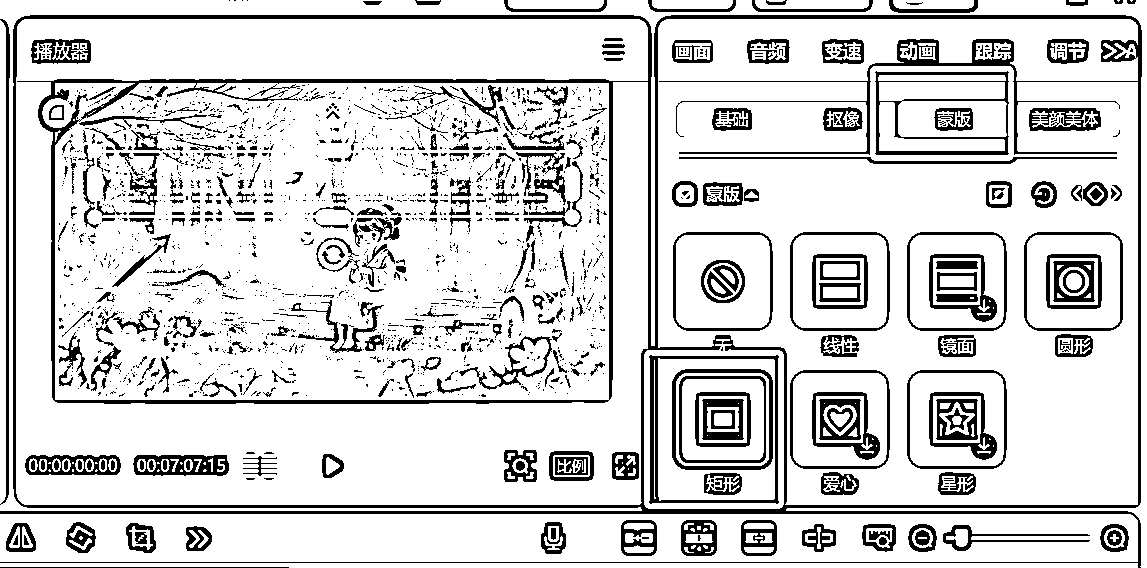 播放器
画面 音频 变速 动画 跟踪 调节
基础 抠像 蒙版 美颜美体
蒙版
无 线性 镜面 圆形
矩形 爱心 星形
00:00:00:00 00:07:07:15 比例